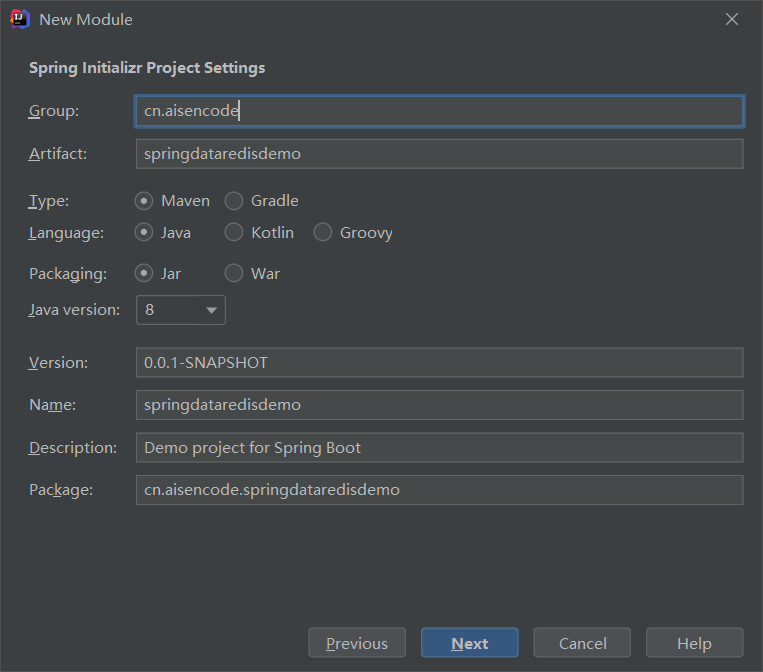 New Module
Spring Initializr Project Settings
Group: cn.aisencode
Artifact: springdataredisdemo
Type: Maven Gradle
Language: Java Kotlin Groovy
Packaging: Jar War
Java version: 8
Version: 0.0.1-SNAPSHOT
Name: springdataredisdemo
Description: Demo project for Spring Boot
Package: cn.aisencode.springdataredisdemo
Previous Next Cancel Help